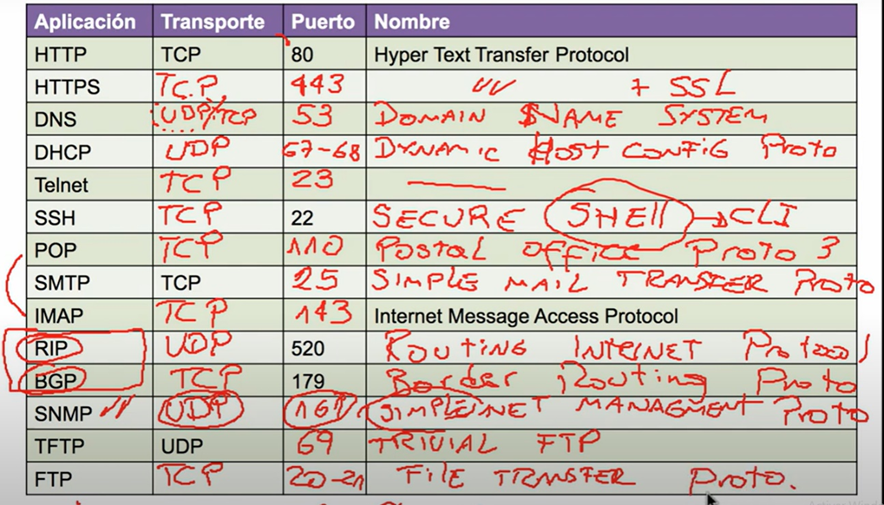 Aplicación Transporte Puerto Nombre
HTTP TCP 80 Hyper Text Transfer Protocol
HTTPS TCP 443 " + SSL
DNS UDP/TCP 53 DOMAIN NAME SYSTEM
DHCP UDP 67-68 DYNAMIC HOST CONFIG Proto
Telnet TCP 23 —
SSH TCP 22 SECURE SHEll → CLI
POP TCP 110 POSTAL OFFICE Proto 3
SMTP TCP 25 SIMPLE MAIL TRANSFER Proto
IMAP TCP 143 Internet Message Access Protocol
RIP UDP 520 ROUTING INTERNET Protocol
BGP TCP 179 Border Routing Proto
SNMP UDP 161 SIMPLE NET MANAGMENT Proto
TFTP UDP 69 TRIVIAL FTP
FTP TCP 20-21 FILE TRANSFER Proto.